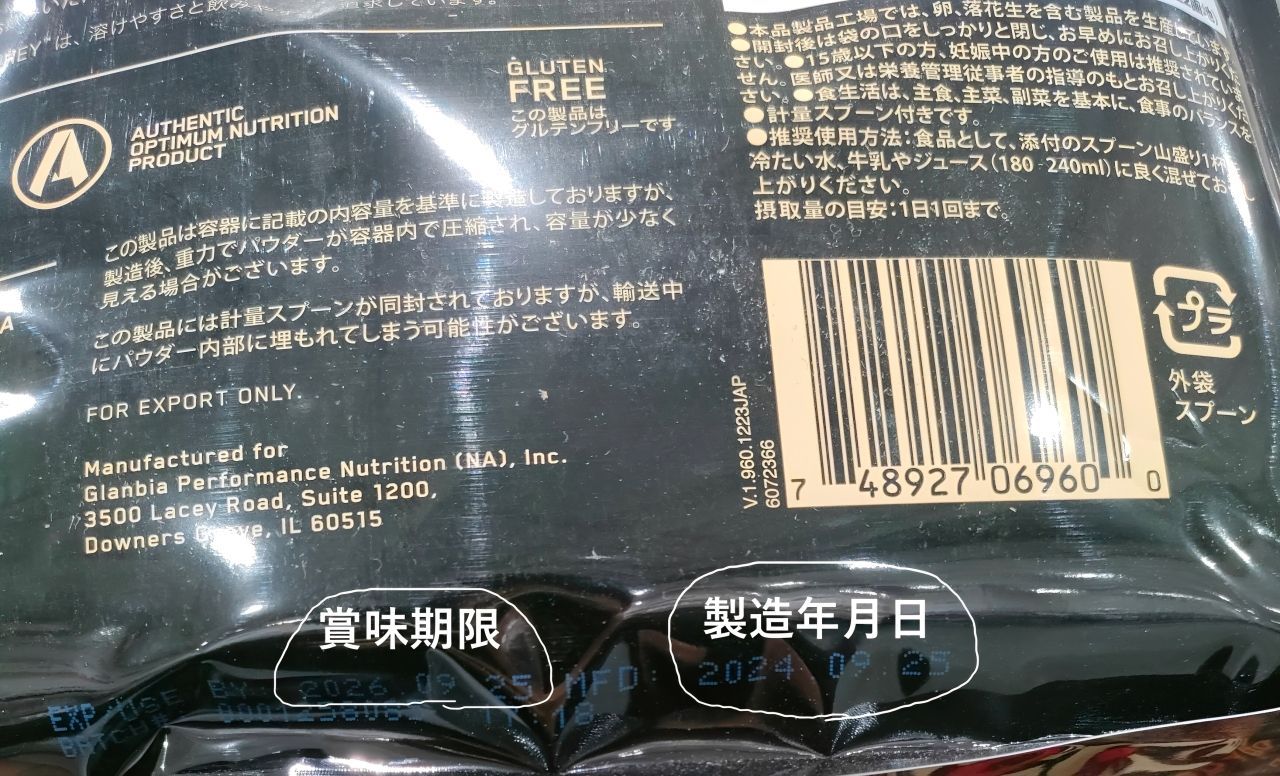 は、溶けやすさと飲み
AUTHENTIC
OPTIMUM NUTRITION
PRODUCT
GLUTEN
FREE
この製品は
グルテンフリーです
この製品は容器に記載の内容量を基準に製造しておりますが、
製造後、重力でパウダーが容器内で圧縮され、容量が少なく
見える場合がございます。
この製品には計量スプーンが同封されておりますが、輸送中
にパウダー内部に埋もれてしまう可能性がございます。
FOR EXPORT ONLY.
Manufactured for
Glanbia Performance Nutrition (NA), Inc.
3500 Lacey Road, Suite 1200,
Downers IL 60515
●本品製品工場では、卵、落花生を含む製品を生産しています
●開封後は袋の口をしっかりと閉じ、お早めにお召し上がりくだ
さい。●15歳以下の方、妊娠中の方のご使用は推奨されていま
せん。医師又は栄養管理従事者の指導のもとお召し上がりくだ
さい。●食生活は、主食、主菜、副菜を基本に、食事のバランスを
●計量スプーン付きです。
●推奨使用方法：食品として、添付のスプーン山盛り1杯
冷たい水、牛乳やジュース（180-240ml）に良く混ぜてお
上がりください。
摂取量の目安：1日1回まで。
V.1.960.1223JAP
6072366
7 48927 06960 0
プラ
外袋
スプーン
賞味期限
製造年月日
EXP/USE BY: 2026 09 25 MFD: 2024 09 25
BATCH#